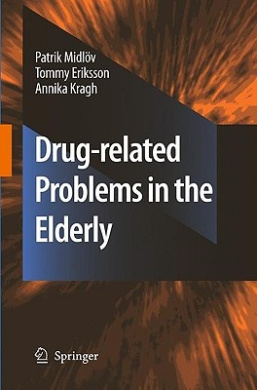 Patrik Midlöv
Tommy Eriksson
Annika Kragh
Drug-related
Problems in the
Elderly
Springer